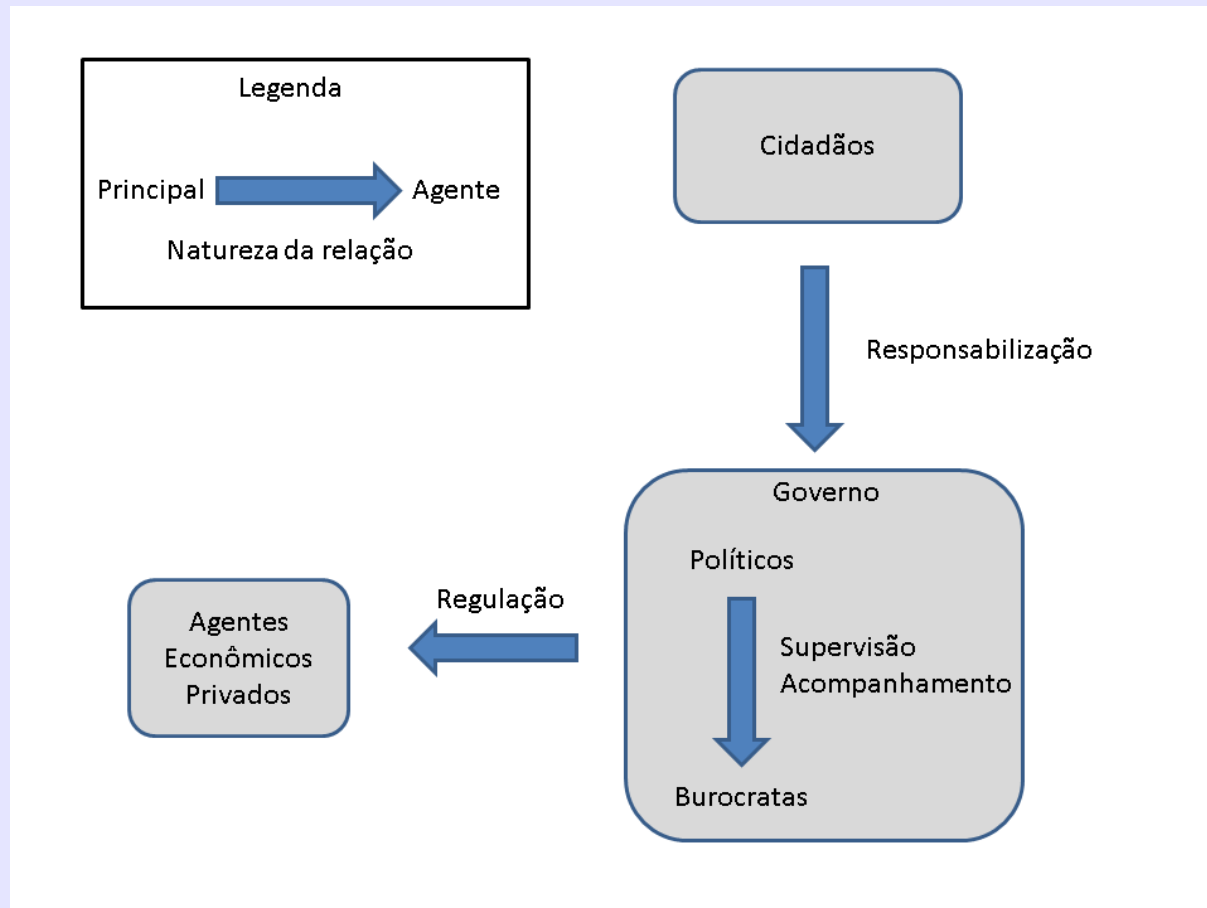 Legenda
Principal Agente
Natureza da relação
Cidadãos
Responsabilização
Governo
Políticos
Supervisão
Acompanhamento
Burocratas
Regulação
Agentes
Econômicos
Privados